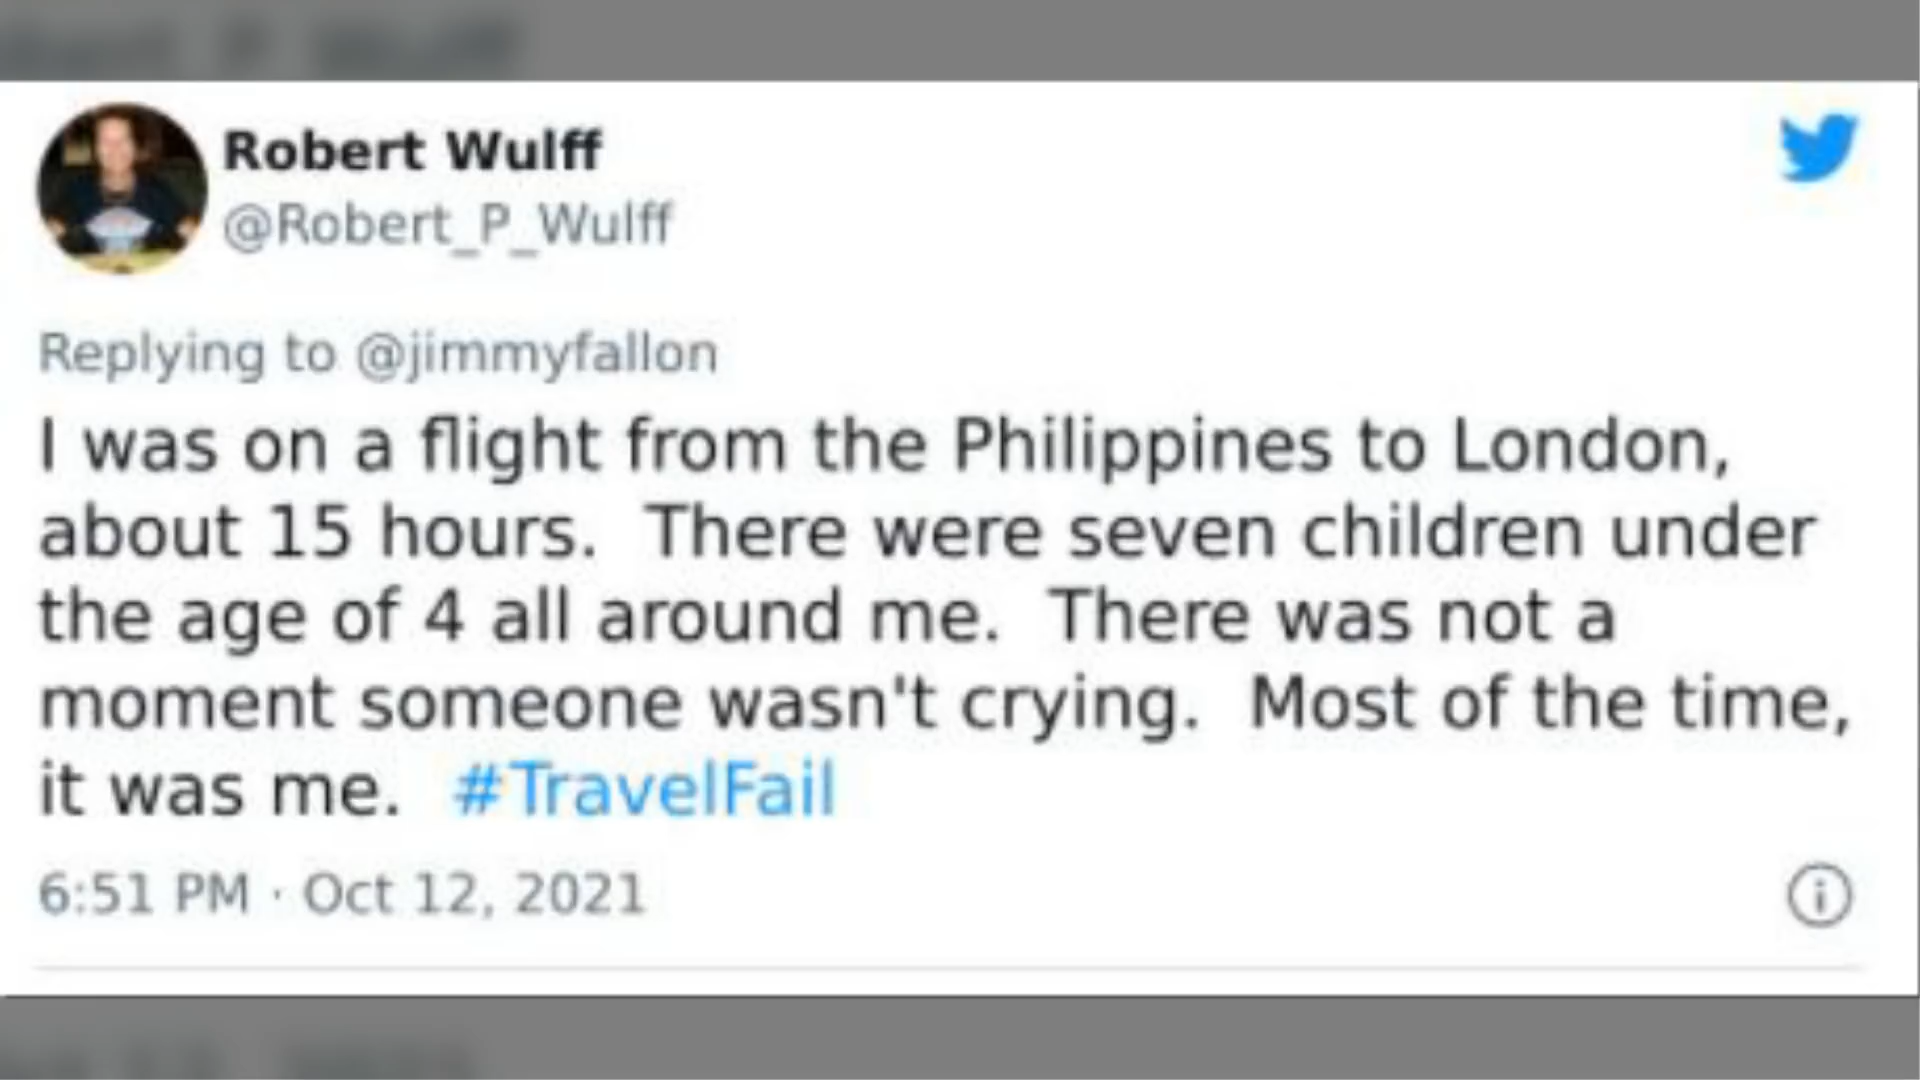 Robert Wulff
@Robert_P_Wulff
Replying to @jimmyfallon
I was on a flight from the Philippines to London,
about 15 hours.  There were seven children under
the age of 4 all around me.  There was not a
moment someone wasn't crying.  Most of the time,
it was me.  #TravelFail
6:51 PM · Oct 12, 2021